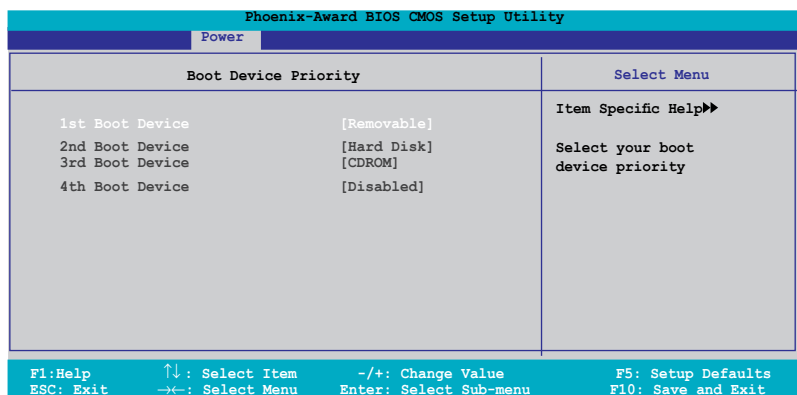 Phoenix-Award BIOS CMOS Setup Utility
Power
Boot Device Priority
Select Menu
1st Boot Device [Removable]
2nd Boot Device [Hard Disk]
3rd Boot Device [CDROM]
4th Boot Device [Disabled]
Item Specific Help▶▶
Select your boot
device priority
F1:Help ↑↓: Select Item -/+: Change Value F5: Setup Defaults
ESC: Exit →←: Select Menu Enter: Select Sub-menu F10: Save and Exit